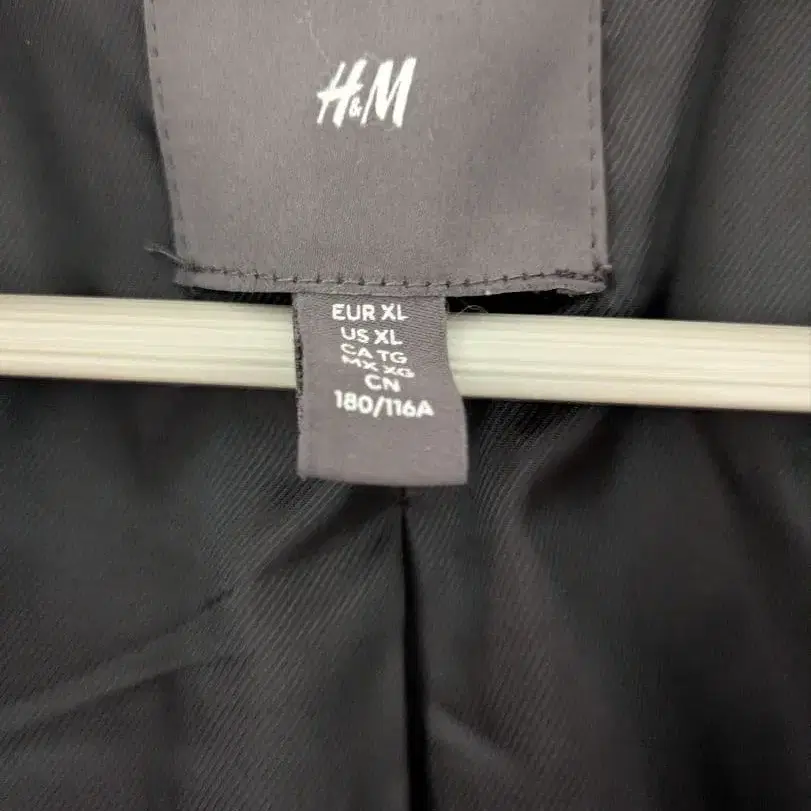 H&M
EUR XL
US XL
CA TG
MX XG
CN
180/116A